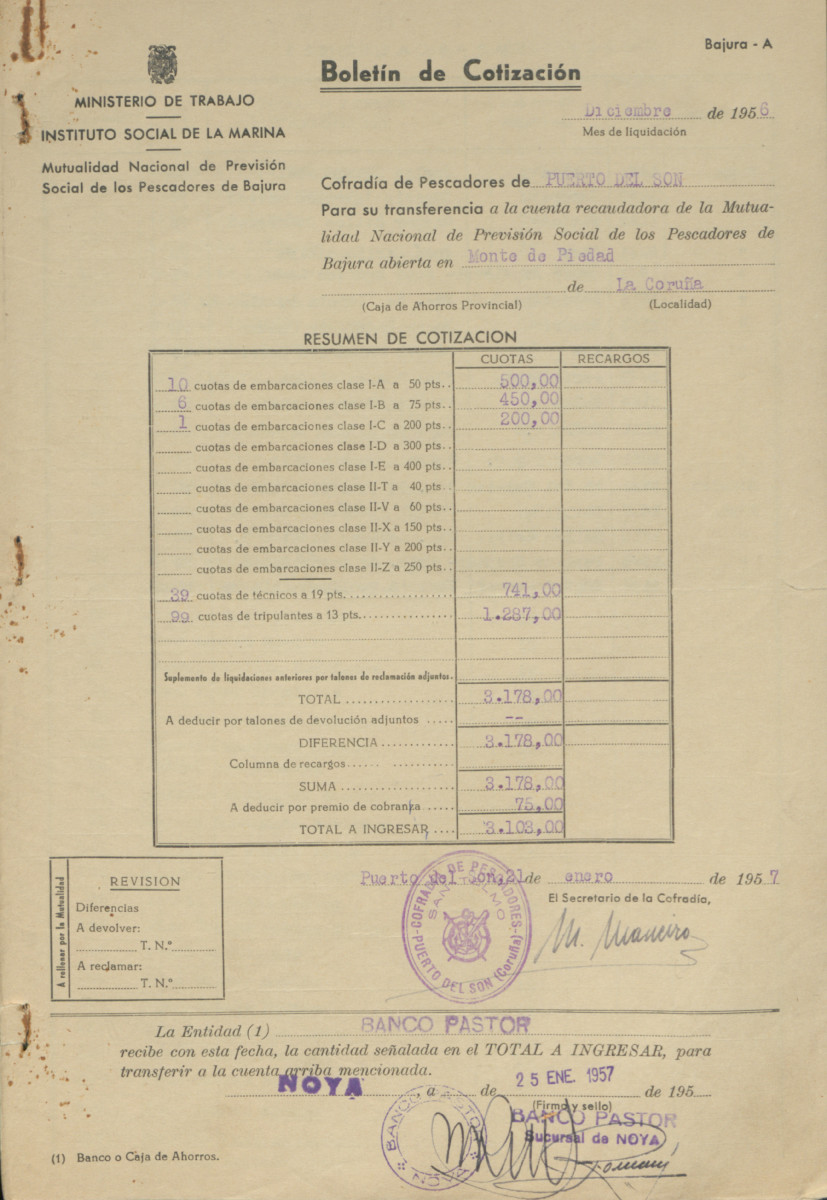 Bajura - A
Boletín de Cotización
MINISTERIO DE TRABAJO
INSTITUTO SOCIAL DE LA MARINA
Mutualidad Nacional de Previsión
Social de los Pescadores de Bajura
Diciembre de 1956
Mes de liquidación
Cofradía de Pescadores de PUERTO DEL SON
Para su transferencia a la cuenta recaudadora de la Mutua-
lidad Nacional de Previsión Social de los Pescadores de
Bajura abierta en Monte de Piedad
de La Coruña
(Caja de Ahorros Provincial) (Localidad)
RESUMEN DE COTIZACION
CUOTAS RECARGOS
10 cuotas de embarcaciones clase I-A a 50 pts.. 500,00
6 cuotas de embarcaciones clase I-B a 75 pts.. 450,00
1 cuotas de embarcaciones clase I-C a 200 pts.. 200,00
cuotas de embarcaciones clase I-D a 300 pts..
cuotas de embarcaciones clase I-E a 400 pts..
cuotas de embarcaciones clase II-T a 40 pts..
cuotas de embarcaciones clase II-V a 60 pts..
cuotas de embarcaciones clase II-X a 150 pts..
cuotas de embarcaciones clase II-Y a 200 pts..
cuotas de embarcaciones clase II-Z a 250 pts..
39 cuotas de técnicos a 19 pts. 741,00
99 cuotas de tripulantes a 13 pts. 1.287,00
Suplemento de liquidaciones anteriores por talones de reclamación adjuntos.
TOTAL 3.178,00
A deducir por talones de devolución adjuntos --
DIFERENCIA 3.178,00
Columna de recargos
SUMA 3.178,00
A deducir por premio de cobranza 75,00
TOTAL A INGRESAR 3.103,00
A rellenar por la Mutualidad
REVISION
Diferencias
A devolver:
T. N.º
A reclamar:
T. N.º
Puerto del Son, 21 de enero de 1957
El Secretario de la Cofradía,
M. Maneiro
COFRADIA DE PESCADORES
SAN TELMO
PUERTO DEL SON (Coruña)
La Entidad (1) BANCO PASTOR
recibe con esta fecha, la cantidad señalada en el TOTAL A INGRESAR, para
transferir a la cuenta arriba mencionada.
NOYA, a de 25 ENE. 1957 de 195
(Firma y sello)
BANCO PASTOR
Sucursal de NOYA
BANCO PASTOR
NOYA
(1) Banco o Caja de Ahorros.